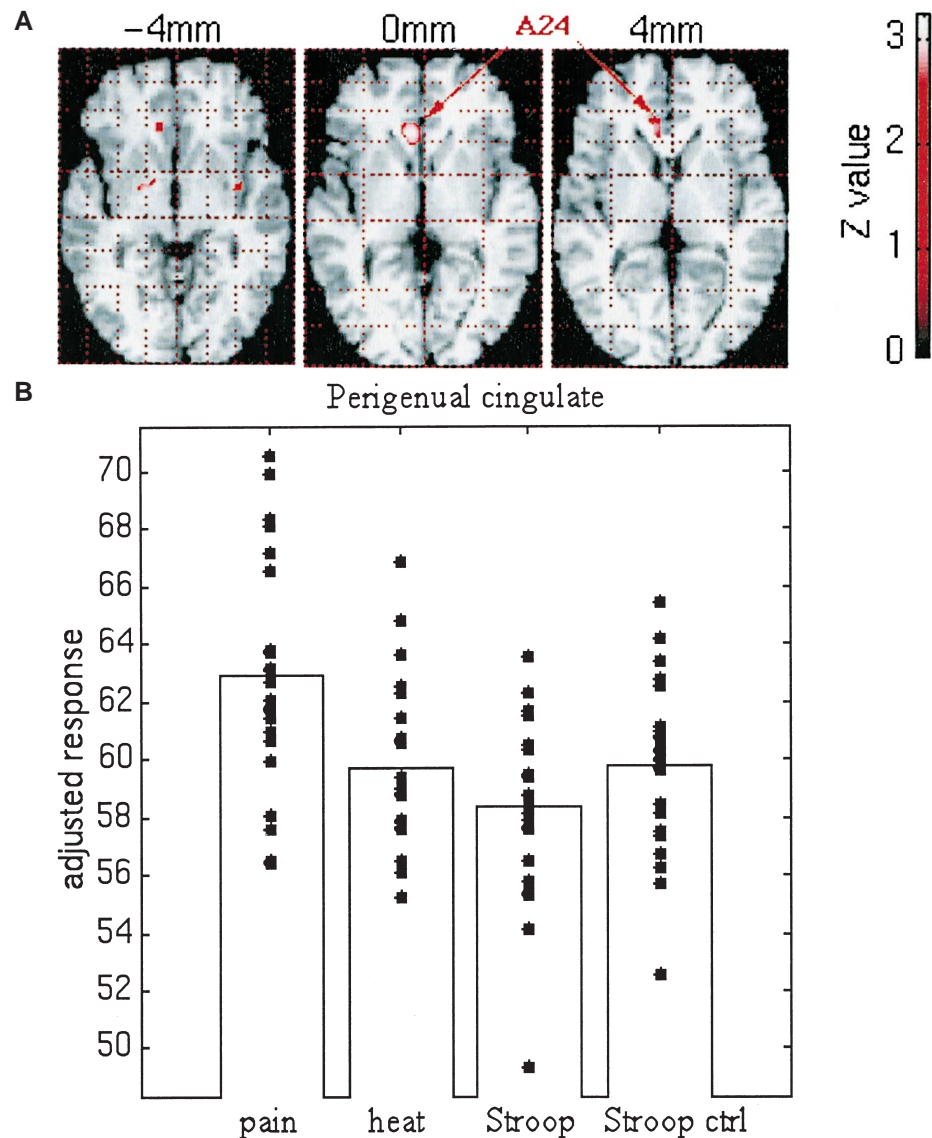 A
−4mm 0mm A24 4mm
3
2
1
0
Z value
B
Perigenual cingulate
70
68
66
64
62
60
58
56
54
52
50
adjusted response
pain heat Stroop Stroop ctrl